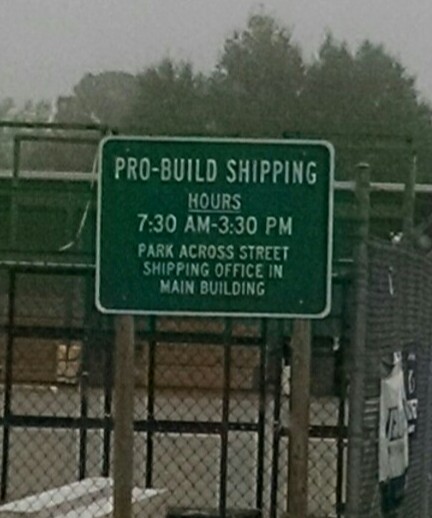 PRO-BUILD SHIPPING
HOURS
7:30 AM-3:30 PM
PARK ACROSS STREET
SHIPPING OFFICE IN
MAIN BUILDING